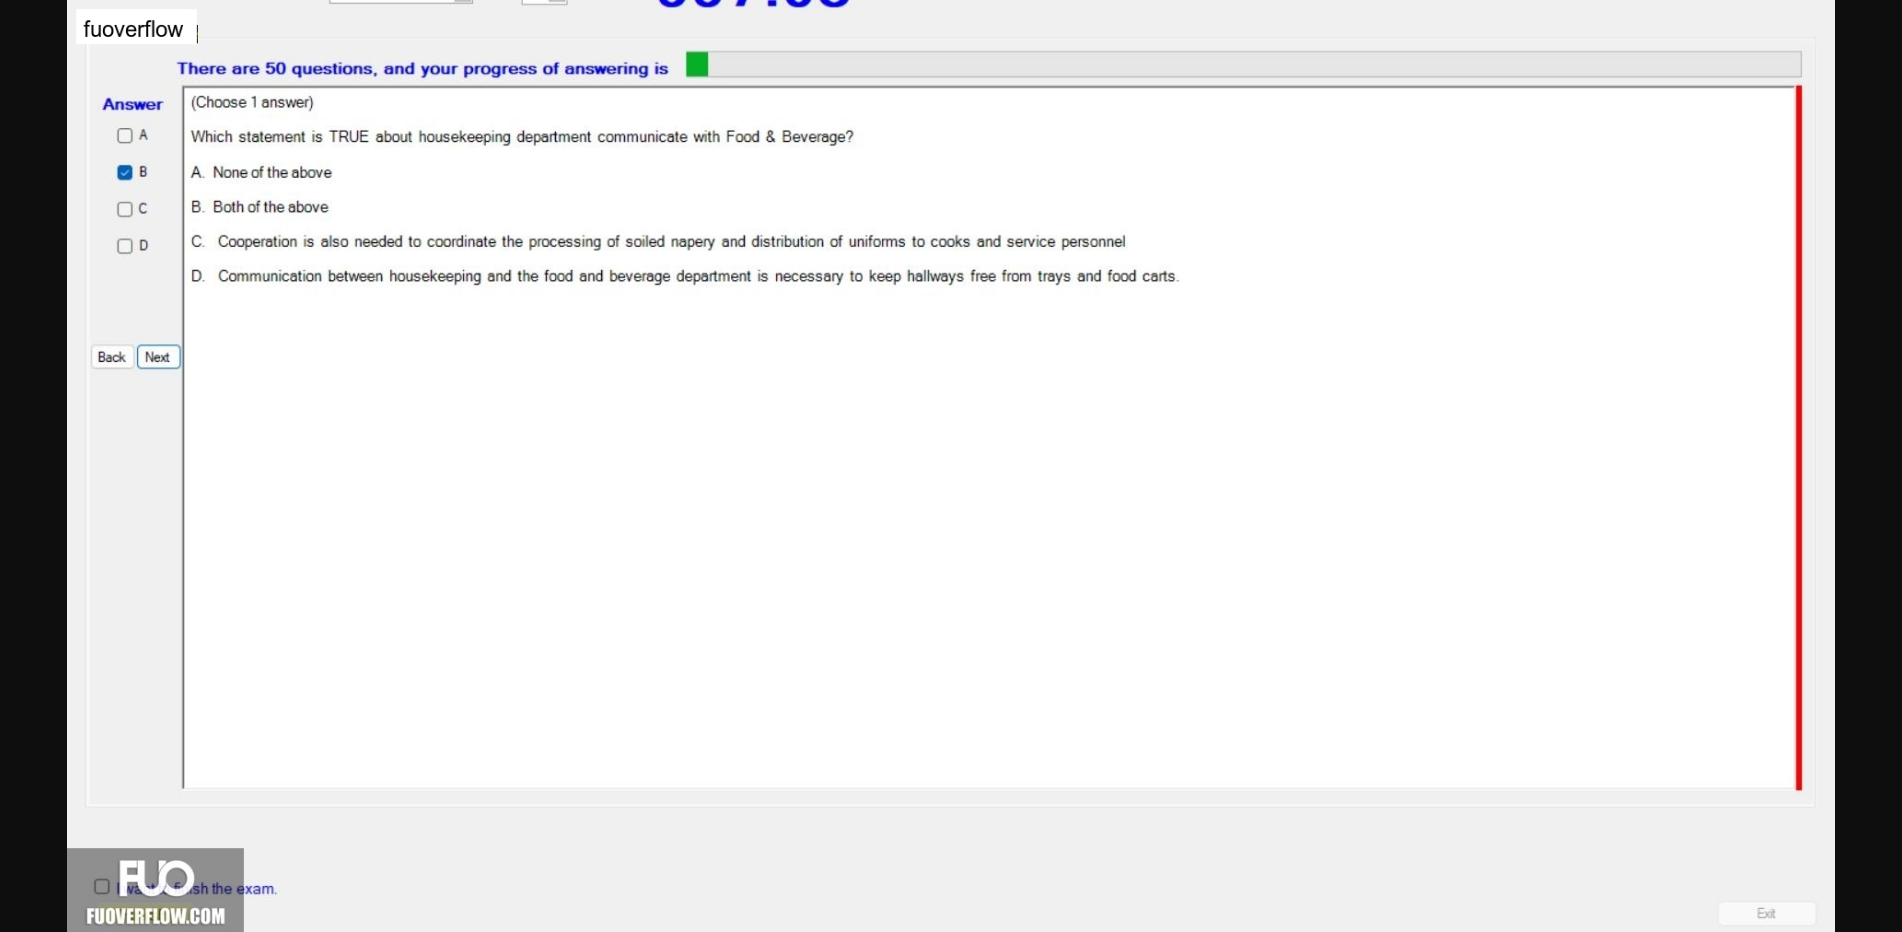 fuoverflow
There are 50 questions, and your progress of answering is
Answer
(Choose 1 answer)
A
Which statement is TRUE about housekeeping department communicate with Food & Beverage?
B
A. None of the above
C
B. Both of the above
D
C. Cooperation is also needed to coordinate the processing of soiled napery and distribution of uniforms to cooks and service personnel
D. Communication between housekeeping and the food and beverage department is necessary to keep hallways free from trays and food carts.
Back Next
FUO
I the exam.
FUOVERFLOW.COM
Exit